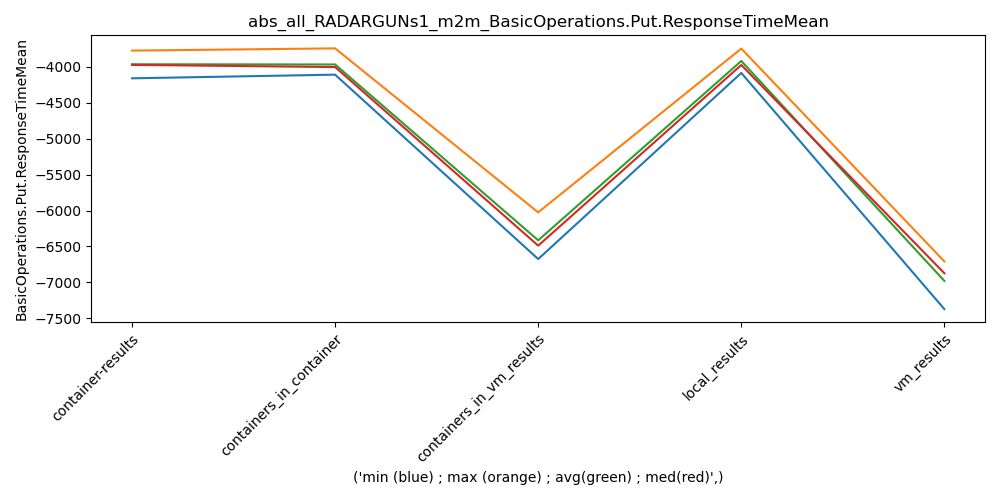 abs_all_RADARGUNs1_m2m_BasicOperations.Put.ResponseTimeMean
BasicOperations.Put.ResponseTimeMean
−4000
−4500
−5000
−5500
−6000
−6500
−7000
−7500
container-results
containers_in_container
containers_in_vm_results
local_results
vm_results
('min (blue) ; max (orange) ; avg(green) ; med(red)',)